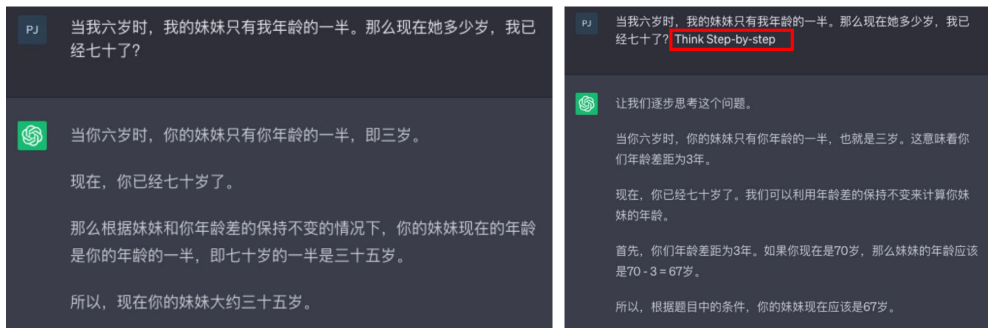 PJ
当我六岁时，我的妹妹只有我年龄的一半。那么现在她多少岁，我已
经七十了?
当你六岁时，你的妹妹只有你年龄的一半，即三岁。
现在，你已经七十岁了。
那么根据妹妹和你年龄差的保持不变的情况下，你的妹妹现在的年龄
是你的年龄的一半，即七十岁的一半是三十五岁。
所以，现在你的妹妹大约三十五岁。
PJ
当我六岁时，我的妹妹只有我年龄的一半。那么现在她多少岁，我已
经七十了? Think Step-by-step
让我们逐步思考这个问题。
当你六岁时，你的妹妹只有你年龄的一半，也就是三岁。这意味着你
们年龄差距为3年。
现在，你已经七十岁了。我们可以利用年龄差的保持不变来计算你妹
妹的年龄。
首先，你们年龄差距为3年。如果你现在是70岁，那么妹妹的年龄应该
是70 - 3 = 67岁。
所以，根据题目中的条件，你的妹妹现在应该是67岁。